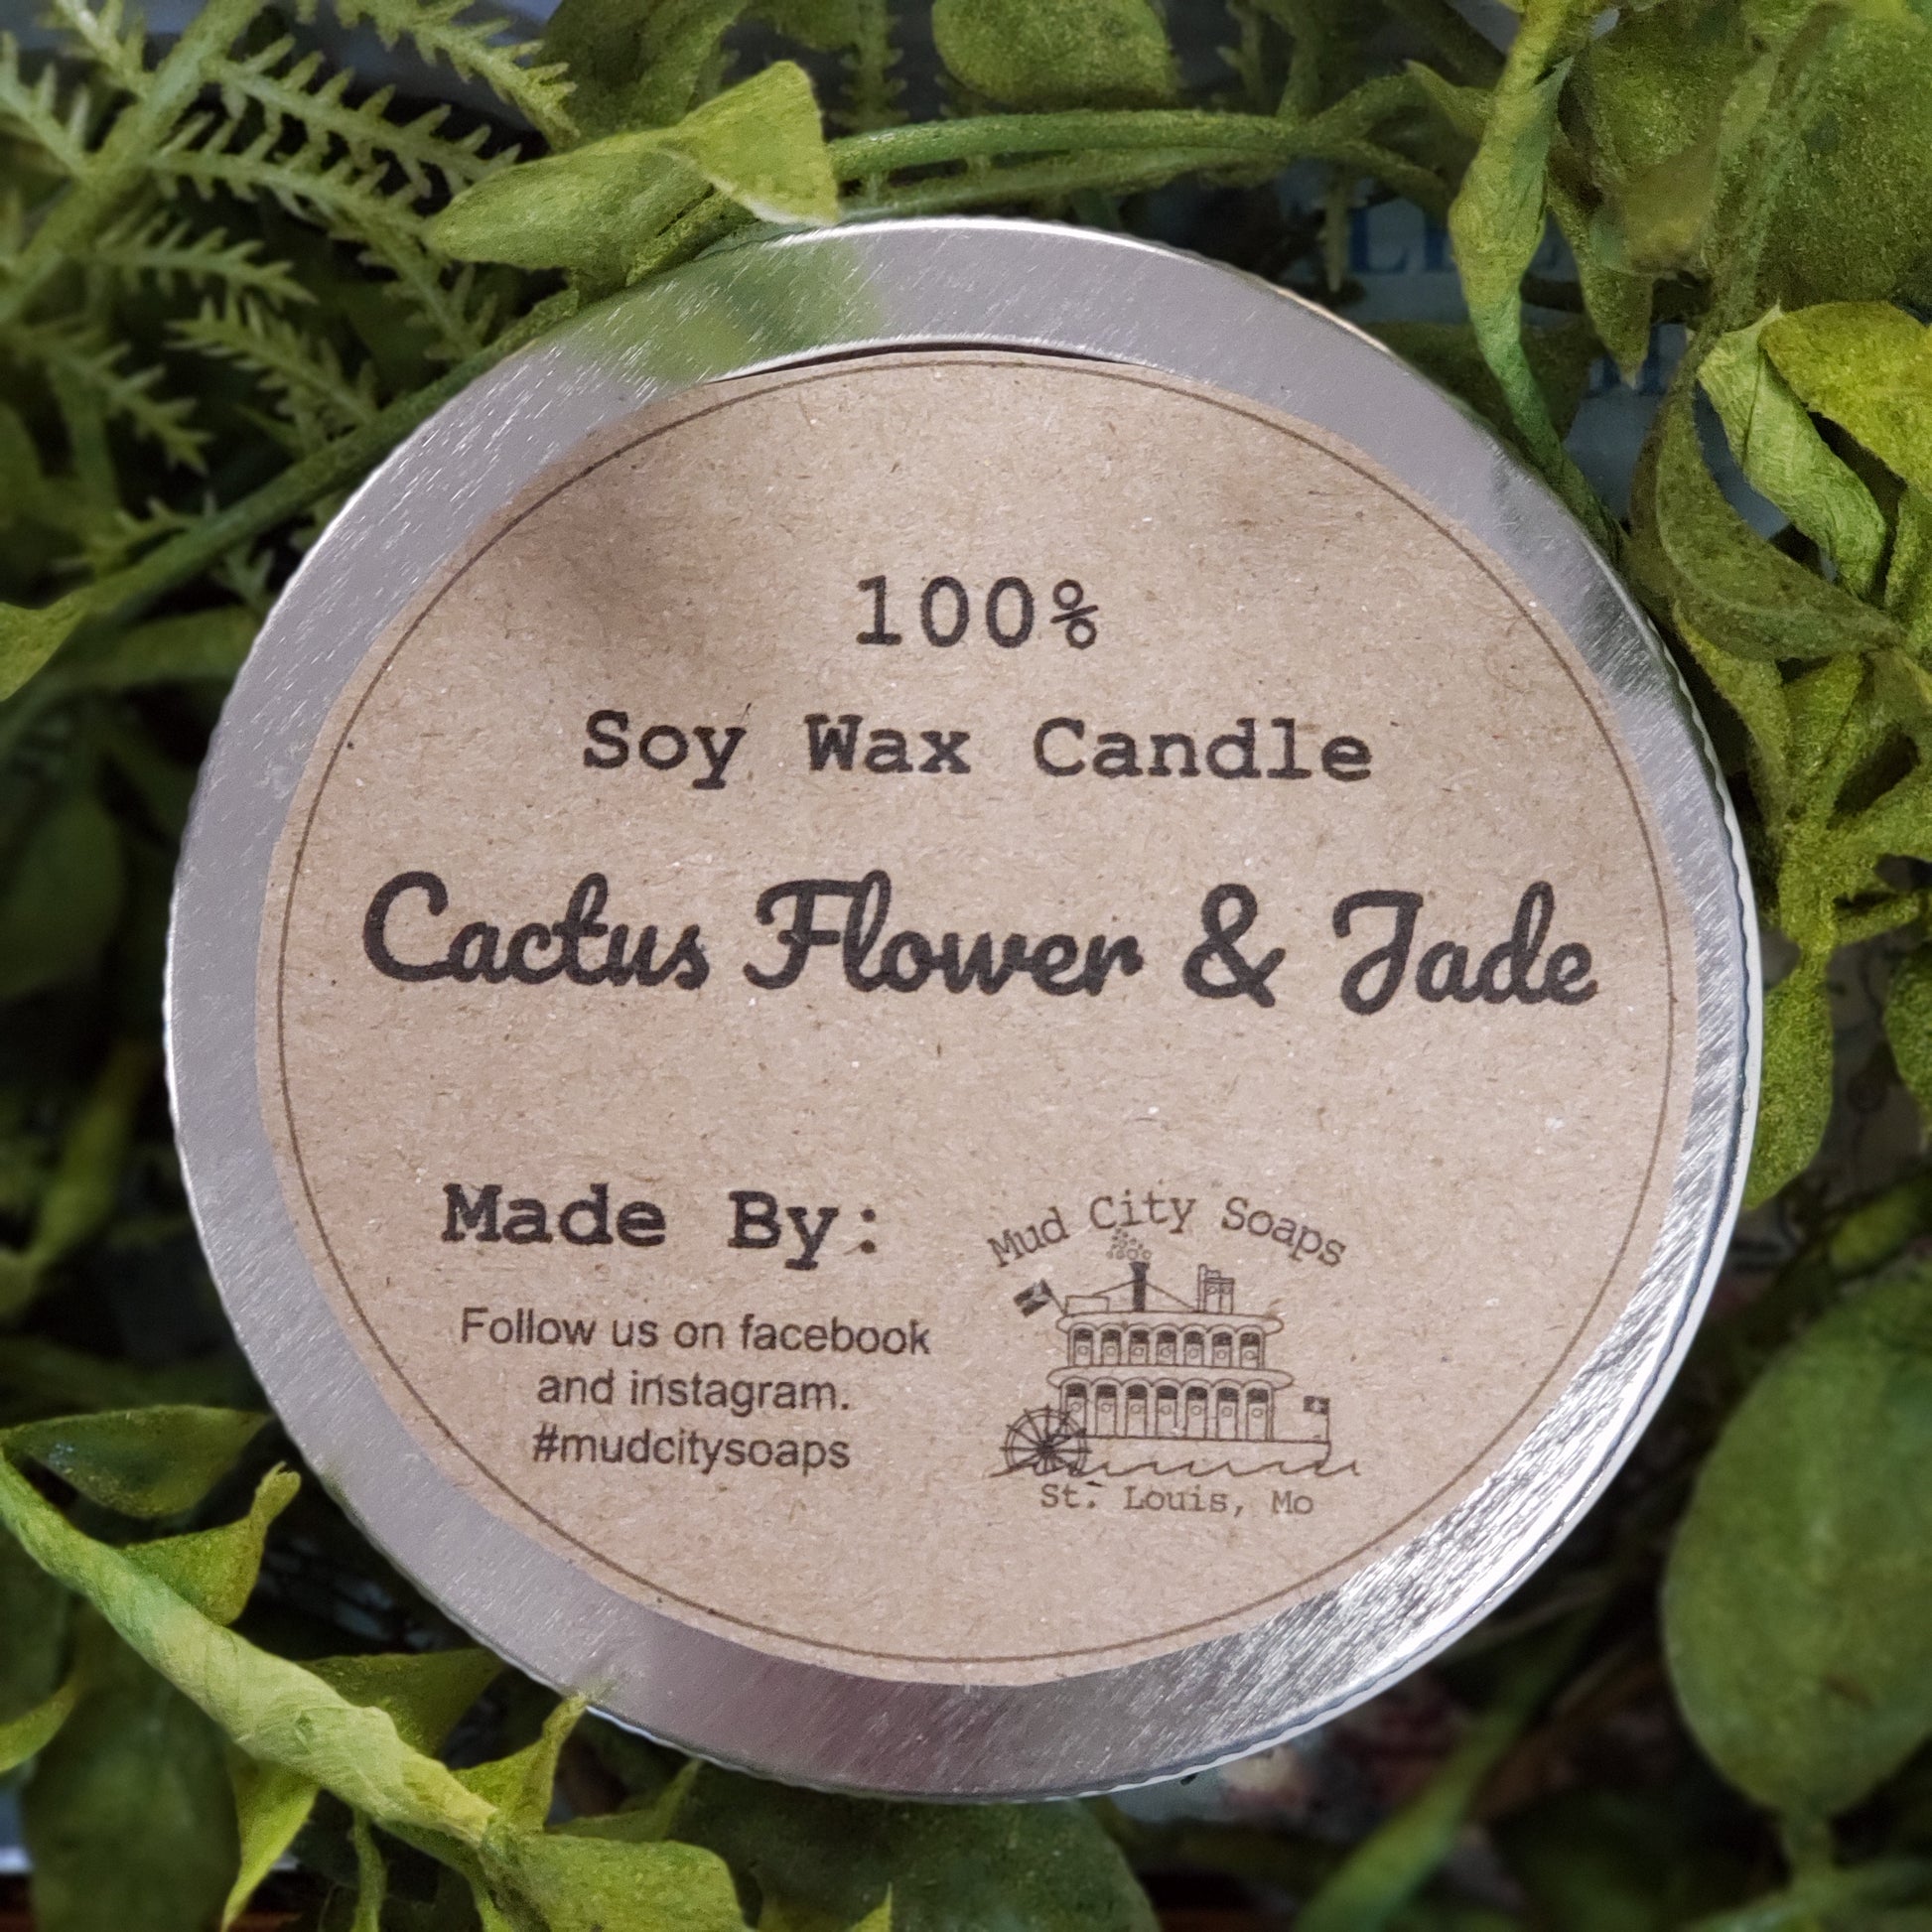 100%
Soy Wax Candle
Cactus Flower & Jade
Made By:
Follow us on facebook
and instagram.
#mudcitysoaps
Mud City Soaps
St. Louis, Mo